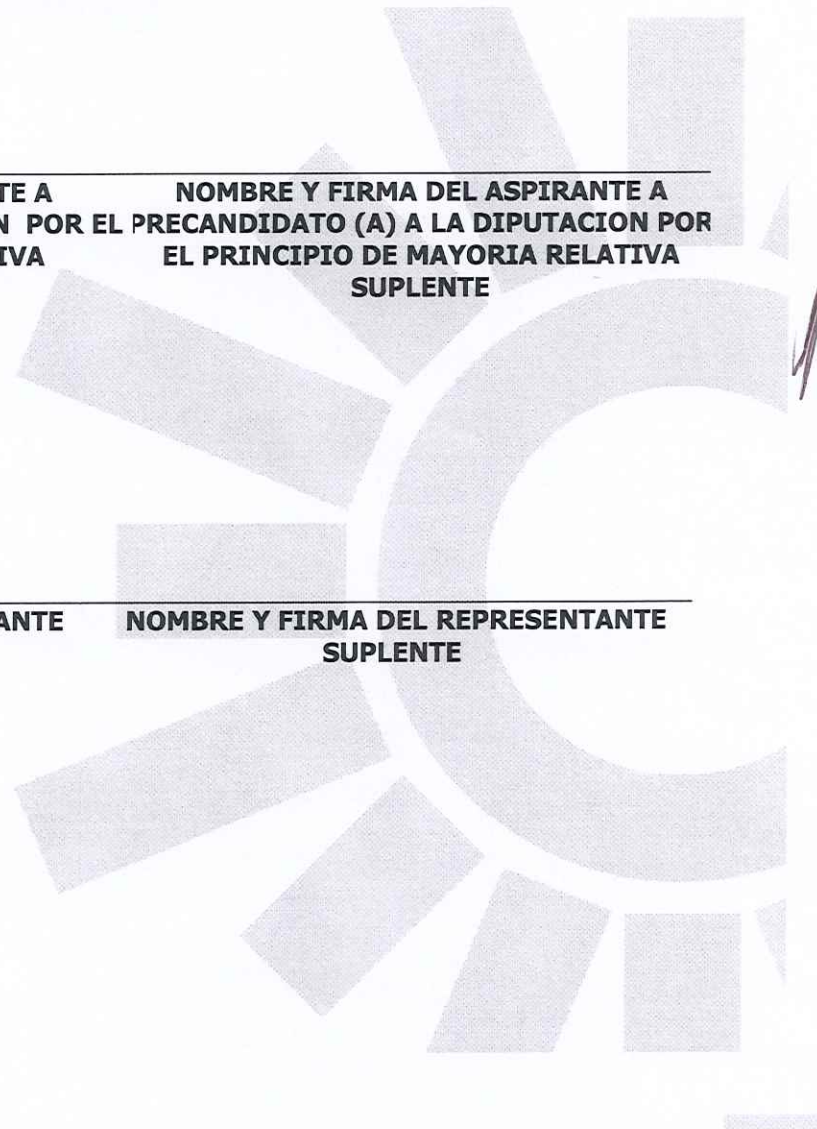 TE A
N POR EL
IVA
NOMBRE Y FIRMA DEL ASPIRANTE A
PRECANDIDATO (A) A LA DIPUTACION POR
EL PRINCIPIO DE MAYORIA RELATIVA
SUPLENTE
ANTE
NOMBRE Y FIRMA DEL REPRESENTANTE
SUPLENTE